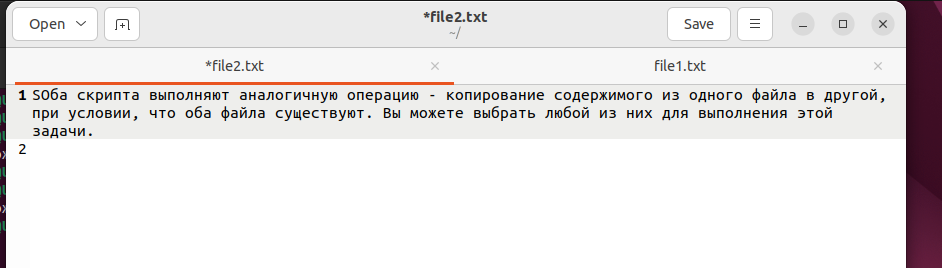 Open
*file2.txt
~/
Save
*file2.txt
file1.txt
1 SОба скрипта выполняют аналогичную операцию - копирование содержимого из одного файла в другой,
при условии, что оба файла существуют. Вы можете выбрать любой из них для выполнения этой
задачи.
2